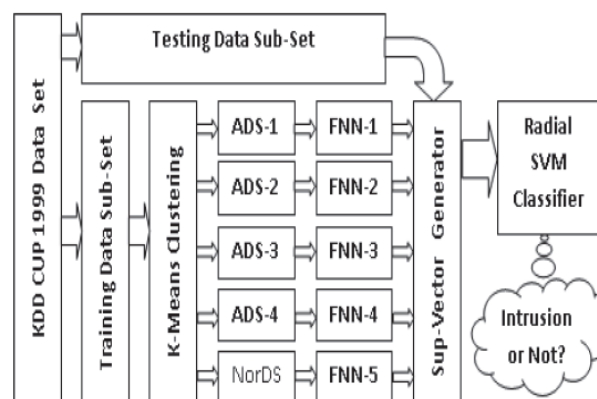 KDD CUP 1999 Data Set
Testing Data Sub-Set
Training Data Sub-Set
K-Means Clustering
ADS-1
FNN-1
ADS-2
FNN-2
ADS-3
FNN-3
ADS-4
FNN-4
NorDS
FNN-5
Sup-Vector Generator
Radial
SVM
Classifier
Intrusion
or Not?